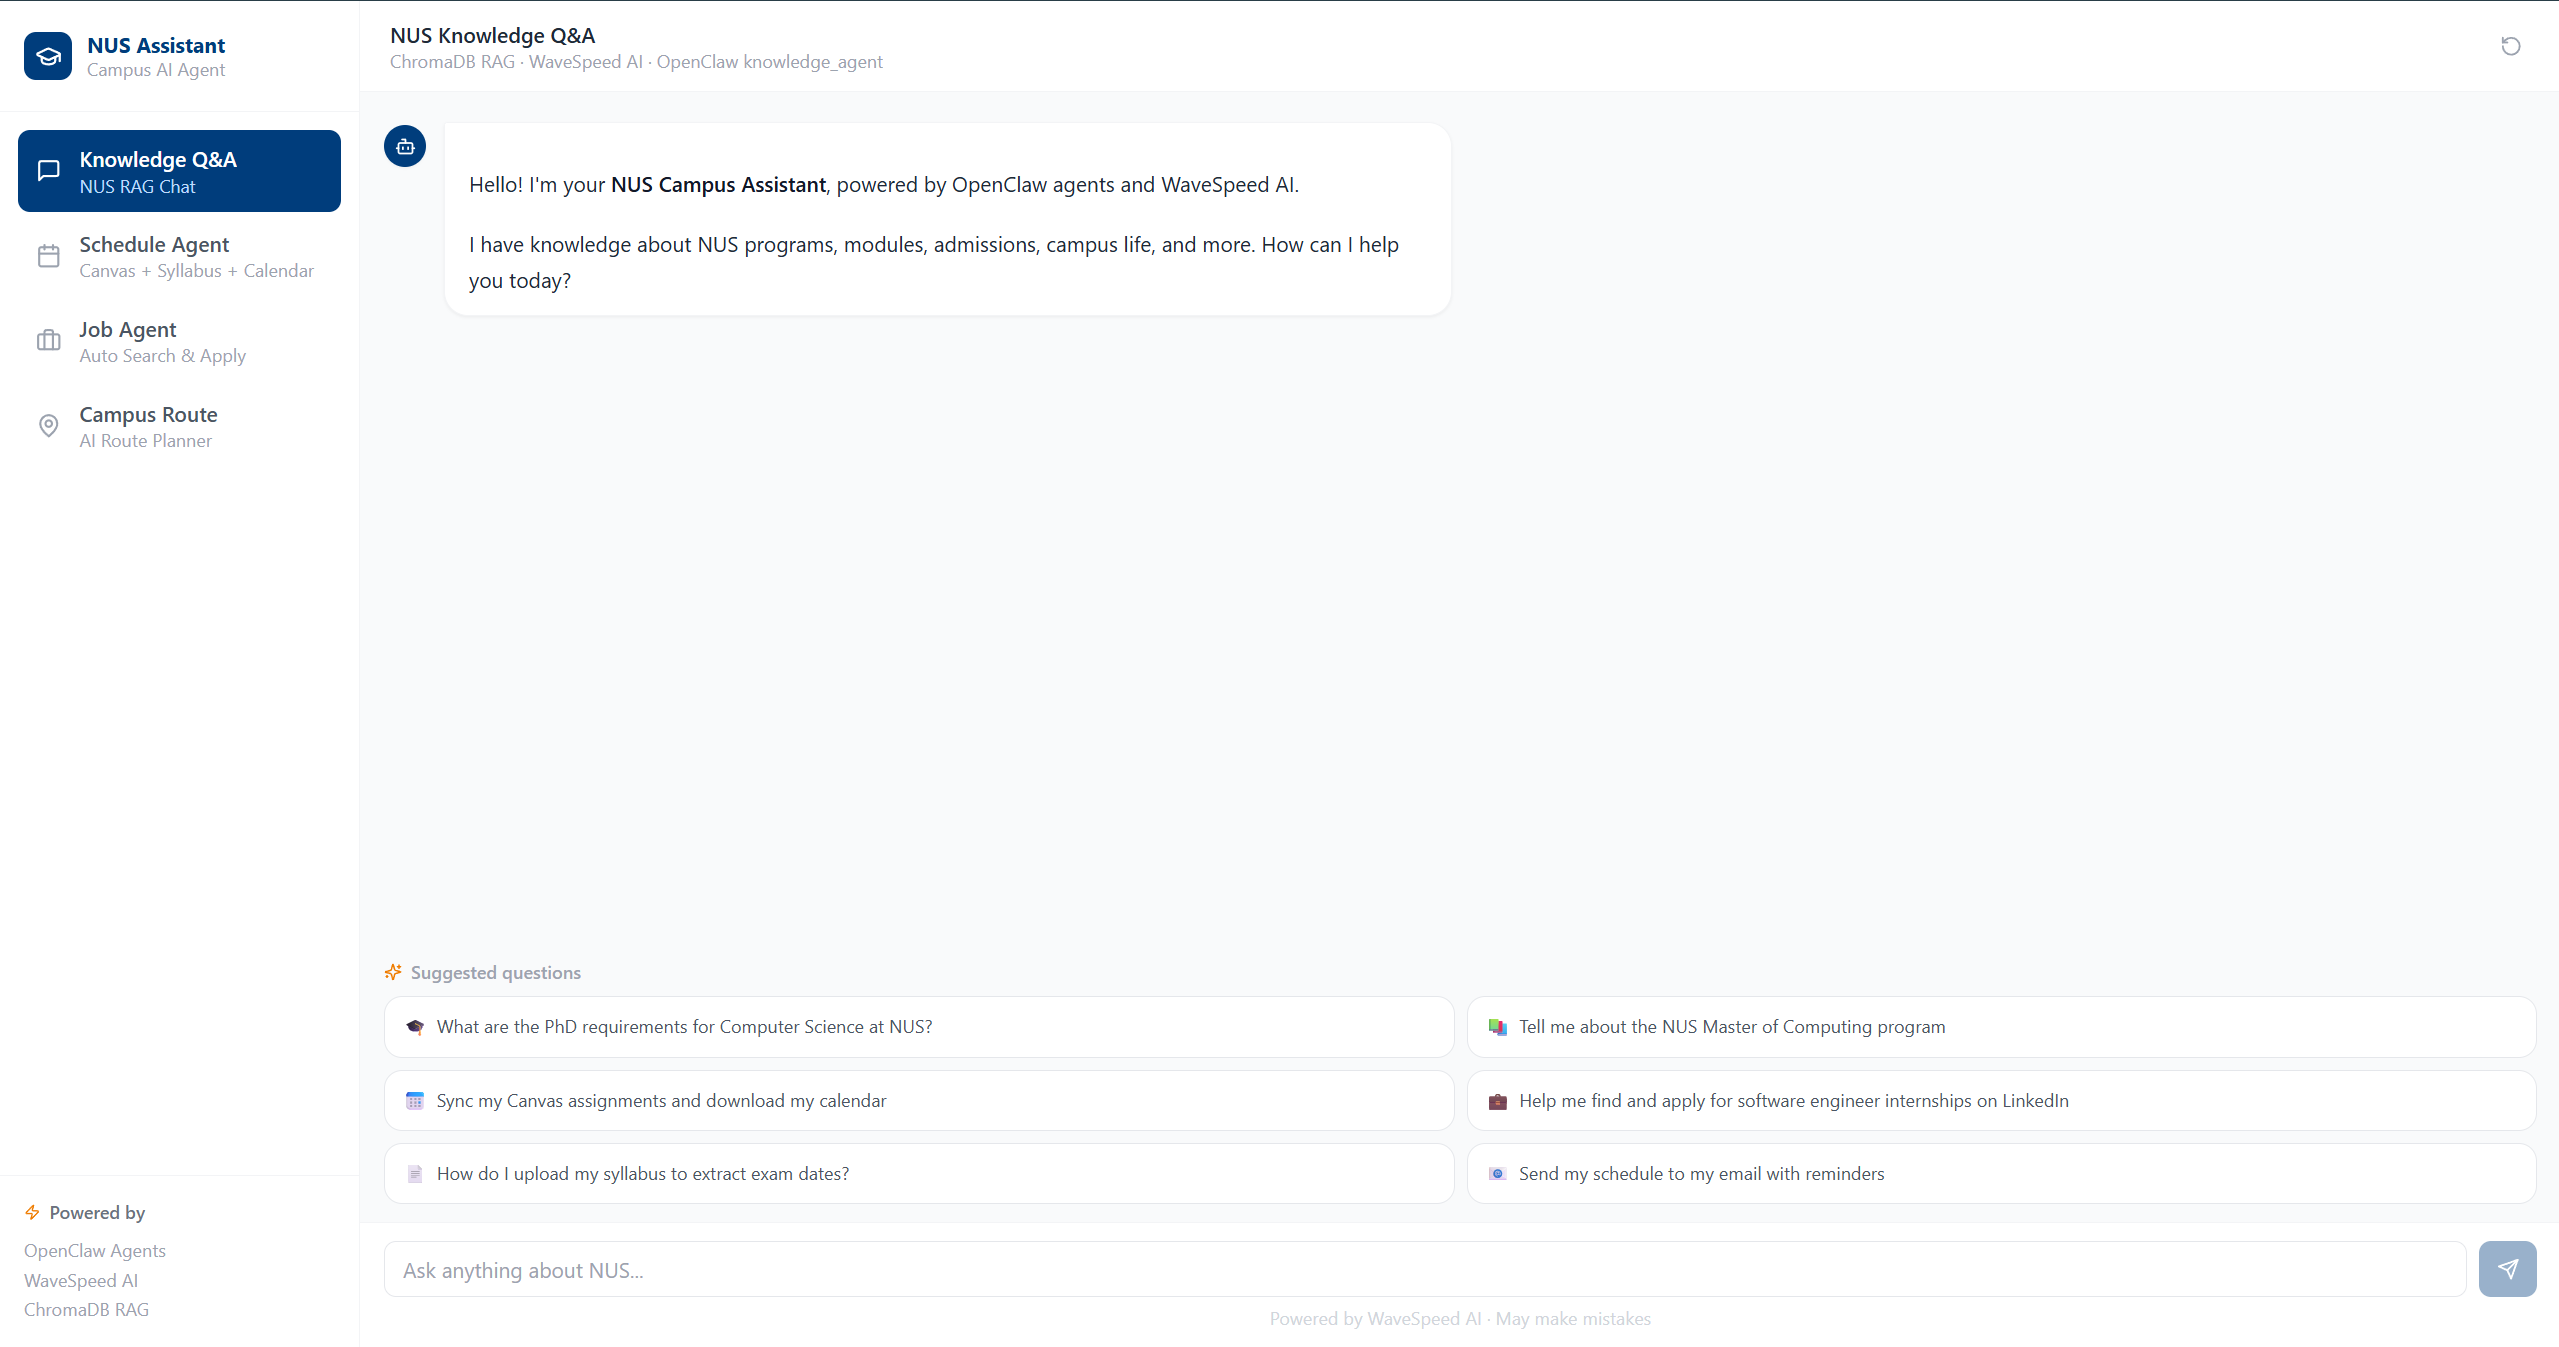 NUS Assistant
Campus AI Agent
Knowledge Q&A
NUS RAG Chat
Schedule Agent
Canvas + Syllabus + Calendar
Job Agent
Auto Search & Apply
Campus Route
AI Route Planner
Powered by
OpenClaw Agents
WaveSpeed AI
ChromaDB RAG
NUS Knowledge Q&A
ChromaDB RAG · WaveSpeed AI · OpenClaw knowledge_agent
Hello! I'm your NUS Campus Assistant, powered by OpenClaw agents and WaveSpeed AI.
I have knowledge about NUS programs, modules, admissions, campus life, and more. How can I help
you today?
Suggested questions
What are the PhD requirements for Computer Science at NUS?
Tell me about the NUS Master of Computing program
Sync my Canvas assignments and download my calendar
Help me find and apply for software engineer internships on LinkedIn
How do I upload my syllabus to extract exam dates?
Send my schedule to my email with reminders
Ask anything about NUS...
Powered by WaveSpeed AI · May make mistakes